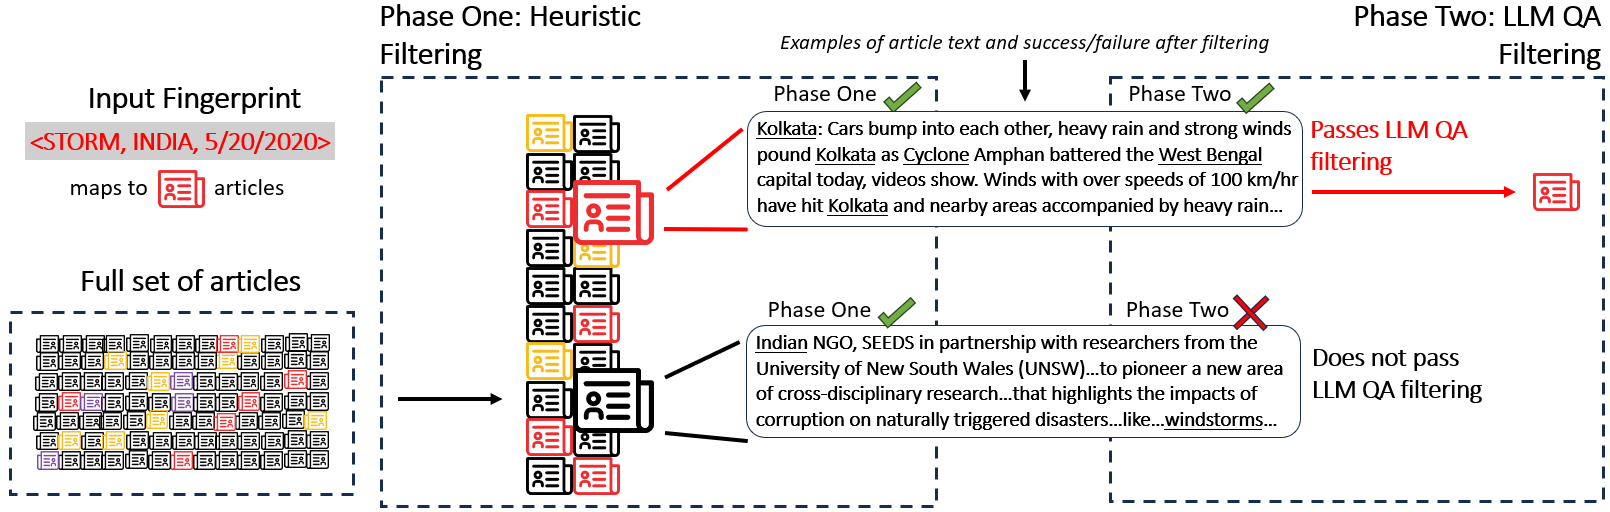 Phase One: Heuristic
Filtering
Phase Two: LLM QA
Filtering
Examples of article text and success/failure after filtering
Input Fingerprint
<STORM, INDIA, 5/20/2020>
maps to articles
Full set of articles
Phase One
Phase Two
Kolkata: Cars bump into each other, heavy rain and strong winds
pound Kolkata as Cyclone Amphan battered the West Bengal
capital today, videos show. Winds with over speeds of 100 km/hr
have hit Kolkata and nearby areas accompanied by heavy rain...
Passes LLM QA
filtering
Phase One
Phase Two
Indian NGO, SEEDS in partnership with researchers from the
University of New South Wales (UNSW)...to pioneer a new area
of cross-disciplinary research...that highlights the impacts of
corruption on naturally triggered disasters...like...windstorms...
Does not pass
LLM QA filtering